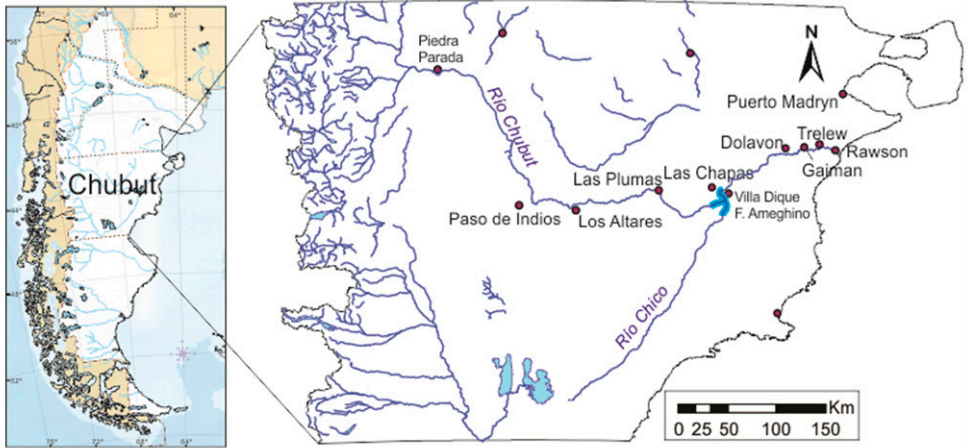 Chubut
N
Piedra
Parada
Río Chubut
Puerto Madryn
Dolavon
Trelew
Rawson
Gaiman
Las Plumas
Las Chapas
Villa Dique
F. Ameghino
Paso de Indios
Los Altares
Río Chico
0 25 50 100 150 Km